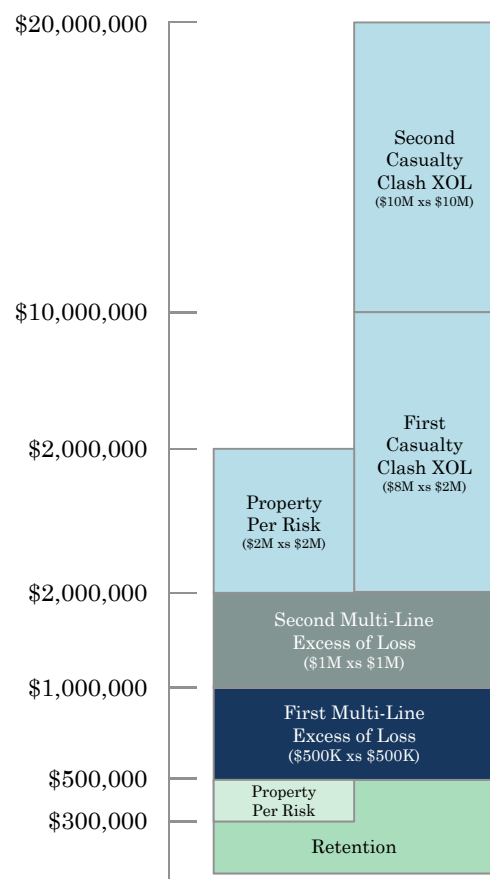 $20,000,000
Second
Casualty
Clash XOL
($10M xs $10M)
$10,000,000
First
Casualty
Clash XOL
($8M xs $2M)
$2,000,000
Property
Per Risk
($2M xs $2M)
$2,000,000
Second Multi-Line
Excess of Loss
($1M xs $1M)
$1,000,000
First Multi-Line
Excess of Loss
($500K xs $500K)
$500,000
Property
Per Risk
$300,000
Retention